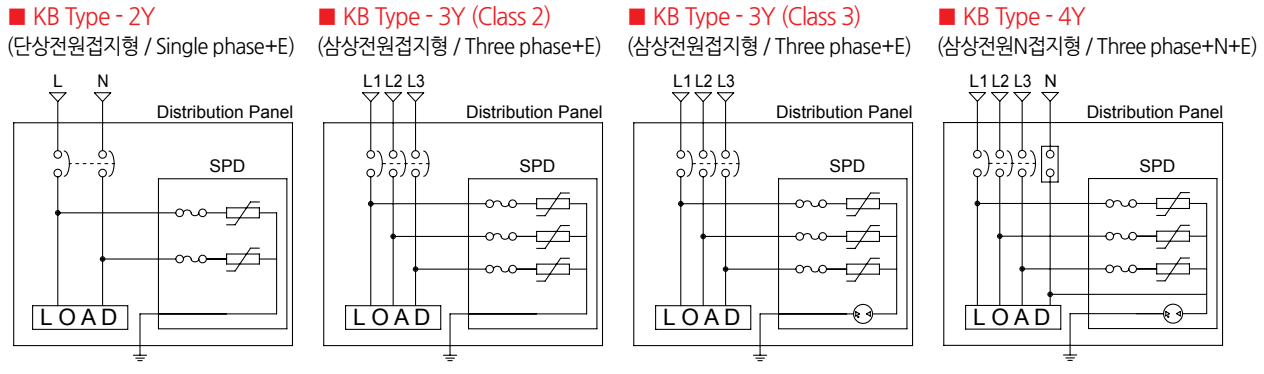 ■ KB Type - 2Y
(단상전원접지형 / Single phase+E)
L N
Distribution Panel
SPD
LOAD
■ KB Type - 3Y (Class 2)
(삼상전원접지형 / Three phase+E)
L1 L2 L3
Distribution Panel
SPD
LOAD
■ KB Type - 3Y (Class 3)
(삼상전원접지형 / Three phase+E)
L1 L2 L3
Distribution Panel
SPD
LOAD
■ KB Type - 4Y
(삼상전원N접지형 / Three phase+N+E)
L1 L2 L3 N
Distribution Panel
SPD
LOAD